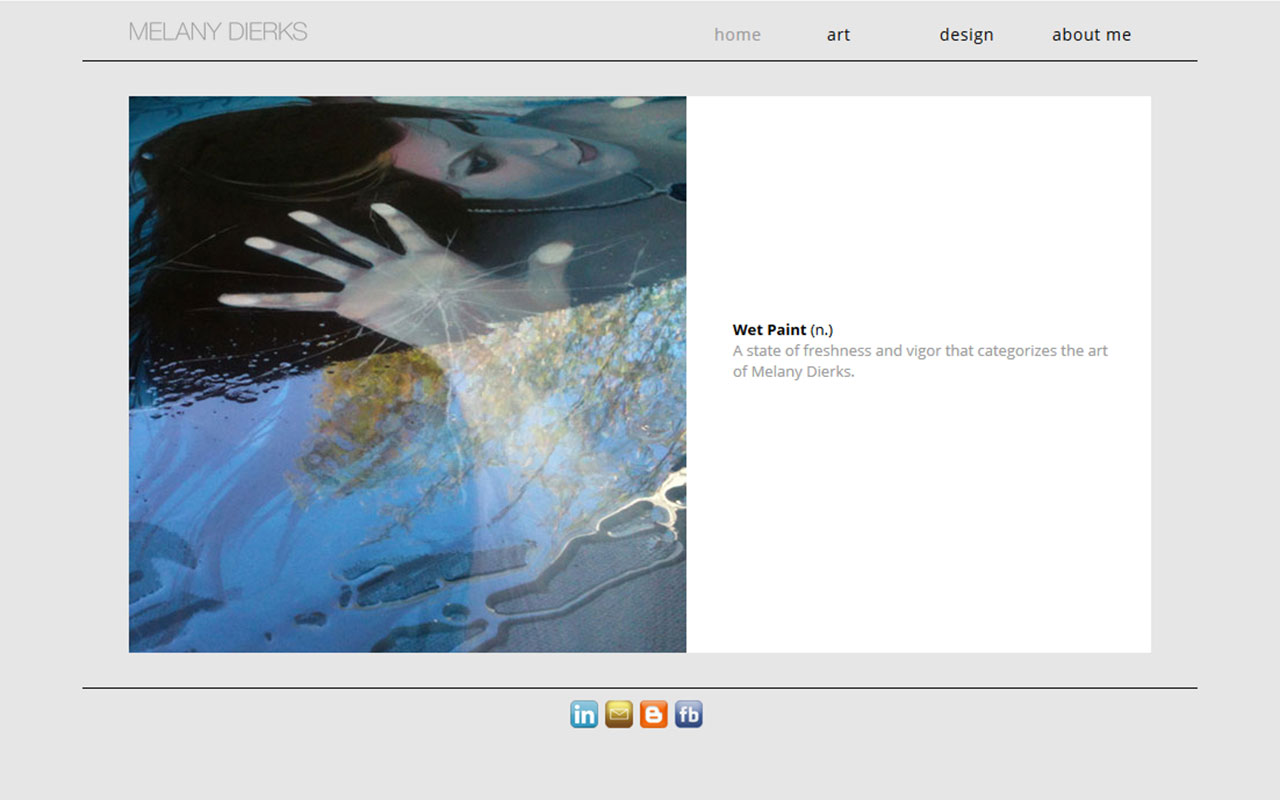 MELANY DIERKS
home
art
design
about me
Wet Paint (n.)
A state of freshness and vigor that categorizes the art
of Melany Dierks.
in
fb